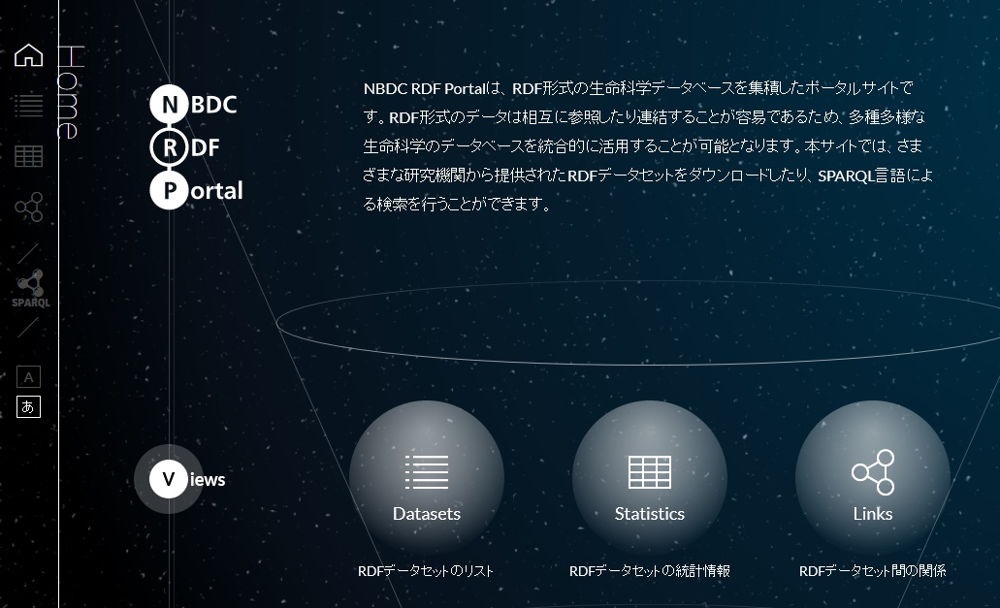 Home
SPARQL
A
あ
NBDC
RDF
Portal
NBDC RDF Portalは、RDF形式の生命科学データベースを集積したポータルサイトで
す。RDF形式のデータは相互に参照したり連結することが容易であるため、多種多様な
生命科学のデータベースを統合的に活用することが可能となります。本サイトでは、さま
ざまな研究機関から提供されたRDFデータセットをダウンロードしたり、SPARQL言語によ
る検索を行うことができます。
Views
Datasets
RDFデータセットのリスト
Statistics
RDFデータセットの統計情報
Links
RDFデータセット間の関係